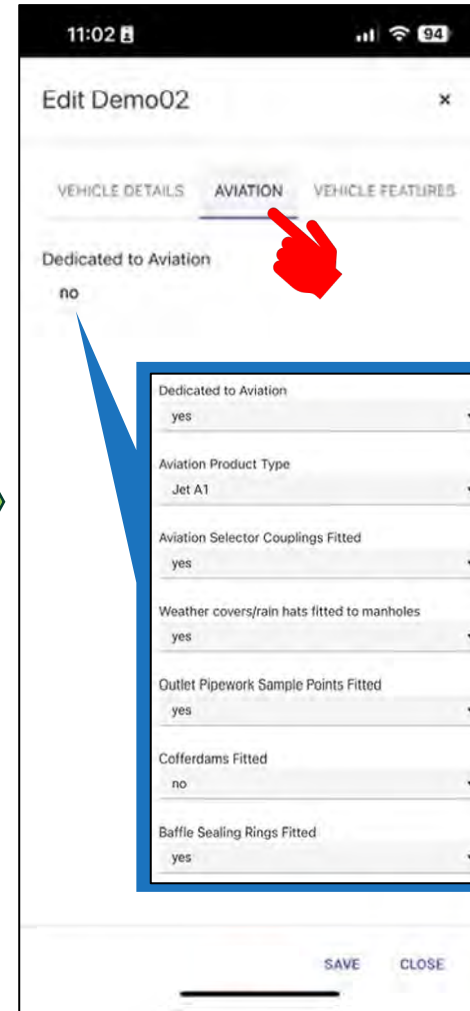 11:02
94
Edit Demo02
×
VEHICLE DETAILS AVIATION VEHICLE FEATURES
Dedicated to Aviation
no
Dedicated to Aviation
yes
Aviation Product Type
Jet A1
Aviation Selector Couplings Fitted
yes
Weather covers/rain hats fitted to manholes
yes
Outlet Pipework Sample Points Fitted
yes
Cofferdams Fitted
no
Baffle Sealing Rings Fitted
yes
SAVE CLOSE